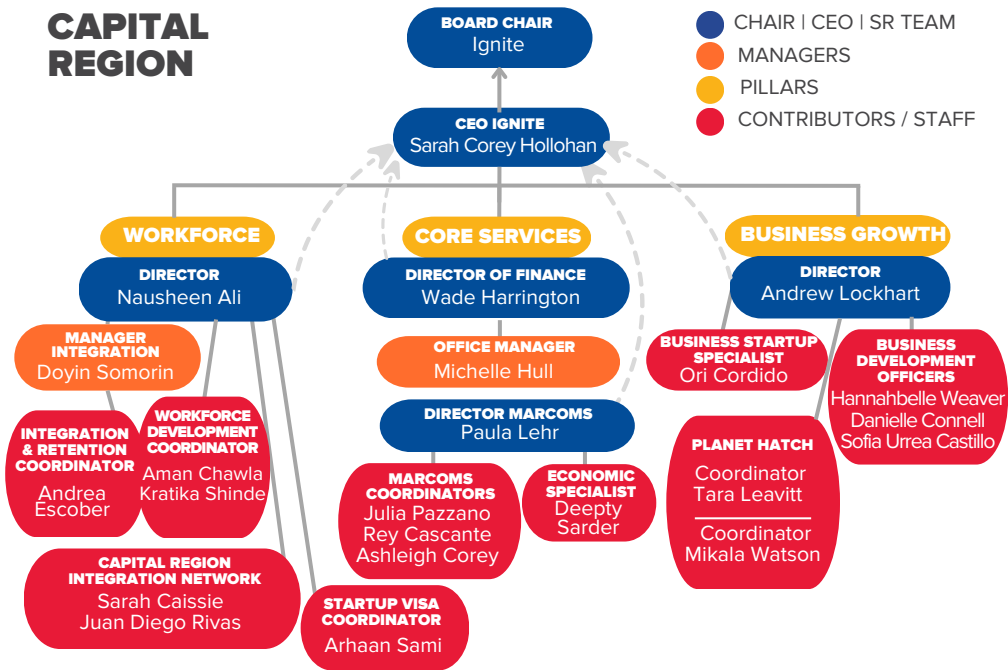 CAPITAL
REGION
BOARD CHAIR
Ignite
CHAIR | CEO | SR TEAM
MANAGERS
PILLARS
CONTRIBUTORS / STAFF
CEO IGNITE
Sarah Corey Hollohan
WORKFORCE
DIRECTOR
Nausheen Ali
MANAGER
INTEGRATION
Doyin Somorin
INTEGRATION
& RETENTION
COORDINATOR
Andrea
Escober
WORKFORCE
DEVELOPMENT
COORDINATOR
Aman Chawla
Kratika Shinde
CAPITAL REGION
INTEGRATION NETWORK
Sarah Caissie
Juan Diego Rivas
STARTUP VISA
COORDINATOR
Arhaan Sami
CORE SERVICES
DIRECTOR OF FINANCE
Wade Harrington
OFFICE MANAGER
Michelle Hull
DIRECTOR MARCOMS
Paula Lehr
MARCOMS
COORDINATORS
Julia Pazzano
Rey Cascante
Ashleigh Corey
ECONOMIC
SPECIALIST
Deepty
Sarder
BUSINESS GROWTH
DIRECTOR
Andrew Lockhart
BUSINESS STARTUP
SPECIALIST
Ori Cordido
PLANET HATCH
Coordinator
Tara Leavitt
Coordinator
Mikala Watson
BUSINESS
DEVELOPMENT
OFFICERS
Hannahbelle Weaver
Danielle Connell
Sofia Urrea Castillo